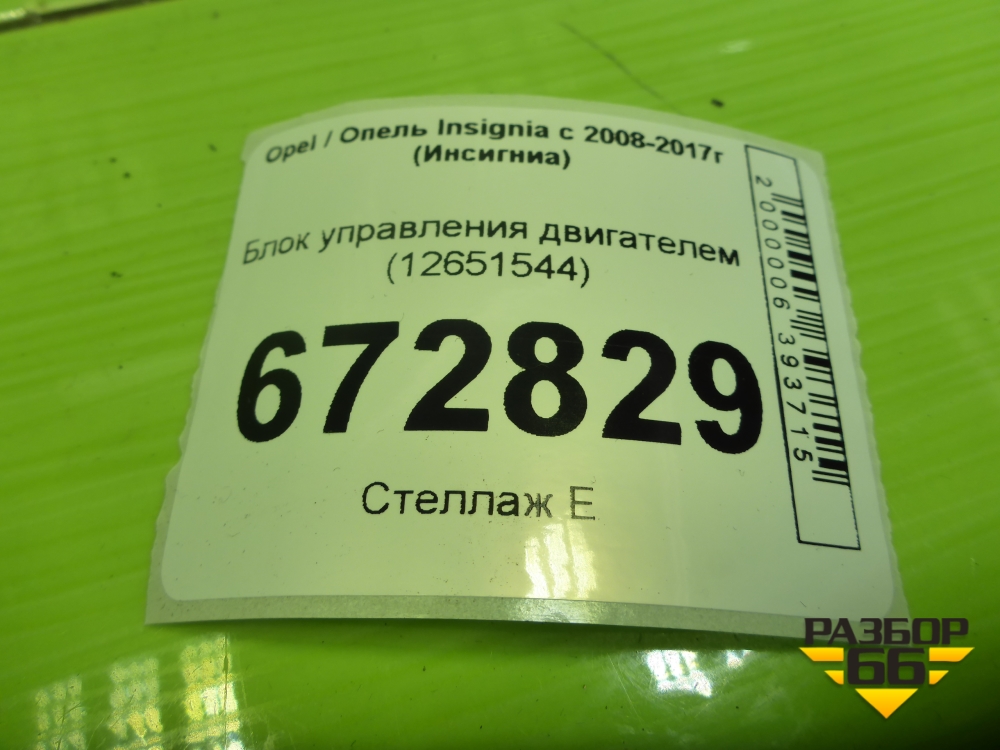 Opel / Опель Insignia с 2008-2017г
(Инсигниа)
Блок управления двигателем
(12651544)
672829
Стеллаж Е
2000006393715
РАЗБОР
66